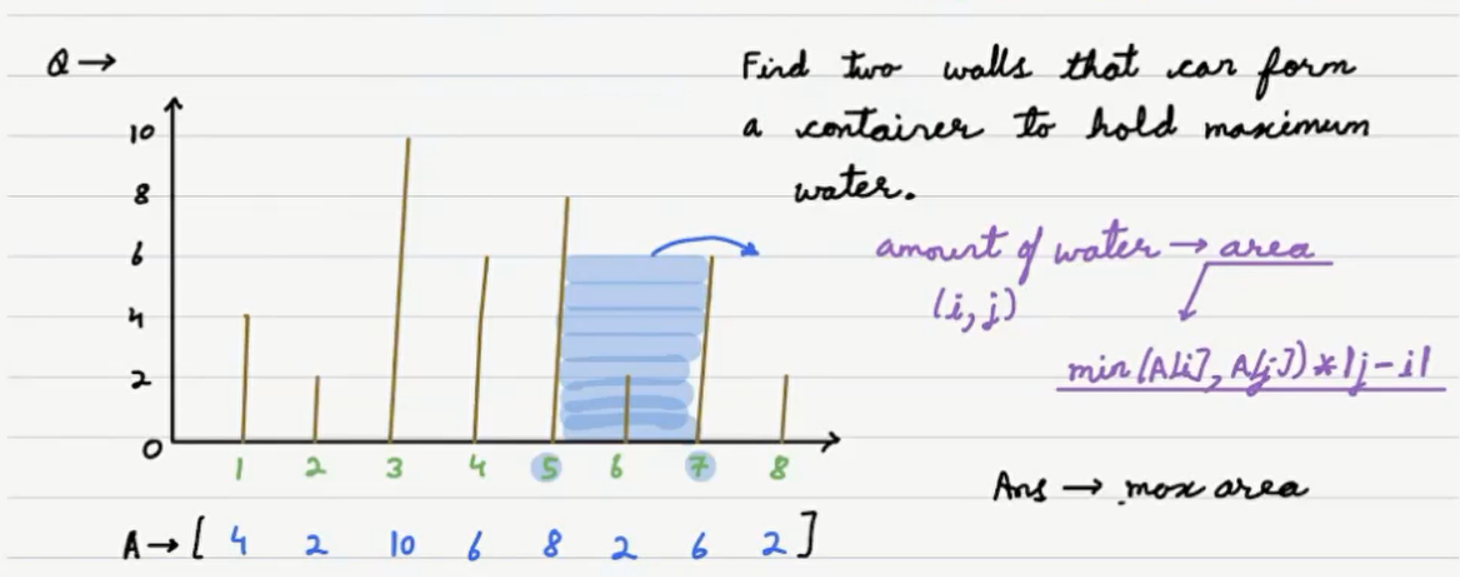 Q →
Find two walls that can form
a container to hold maximum
water.
amount of water → area
(i, j)
min(A[i], A[j]) * |j - i|
Ans → max area
10
8
6
4
2
0
1 2 3 4 5 6 7 8
A → [ 4 2 10 6 8 2 6 2 ]